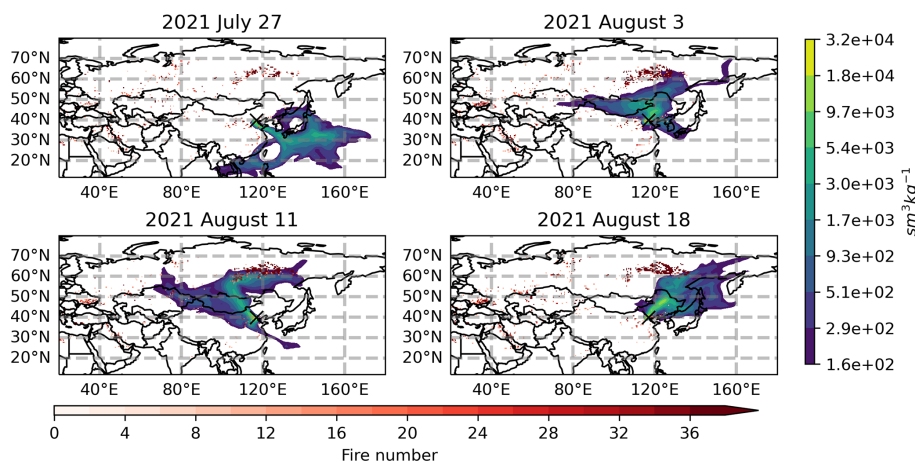 2021 July 27
2021 August 3
70°N
60°N
50°N
40°N
30°N
20°N
40°E 80°E 120°E 160°E
70°N
60°N
50°N
40°N
30°N
20°N
40°E 80°E 120°E 160°E
2021 August 11
2021 August 18
70°N
60°N
50°N
40°N
30°N
20°N
40°E 80°E 120°E 160°E
70°N
60°N
50°N
40°N
30°N
20°N
40°E 80°E 120°E 160°E
3.2e+04
1.8e+04
9.7e+03
5.4e+03
3.0e+03
1.7e+03
9.3e+02
5.1e+02
2.9e+02
1.6e+02
sm³kg⁻¹
0 4 8 12 16 20 24 28 32 36
Fire number